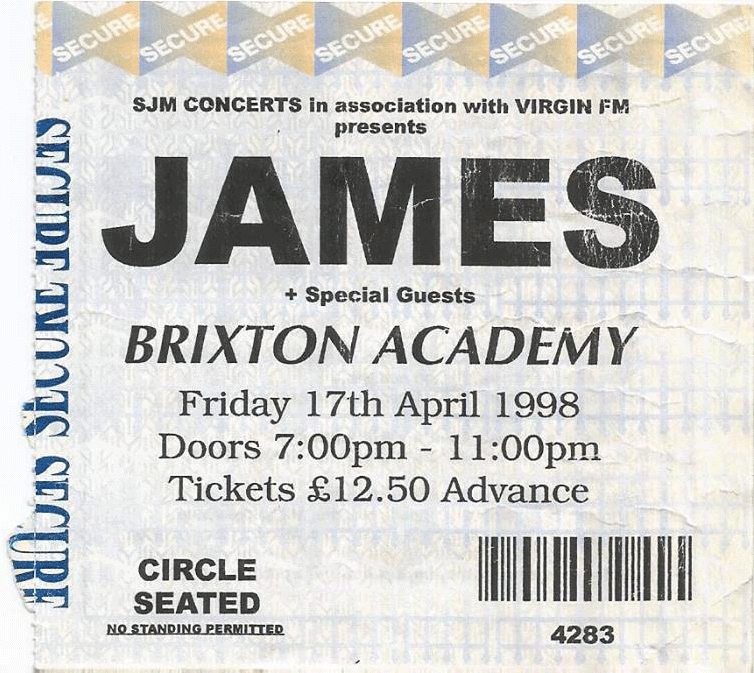 SECURE SECURE SECURE SECURE SECURE SECURE SECURE SECURE
SJM CONCERTS in association with VIRGIN FM
presents
JAMES
+ Special Guests
BRIXTON ACADEMY
Friday 17th April 1998
Doors 7:00pm - 11:00pm
Tickets £12.50 Advance
CIRCLE
SEATED
NO STANDING PERMITTED
4283
SECURE SECURE SECURE